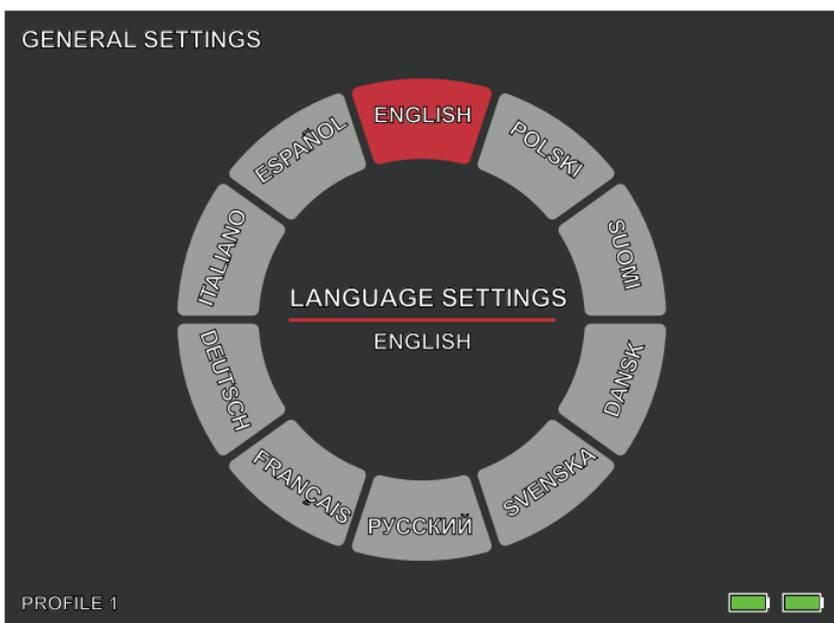 GENERAL SETTINGS
ENGLISH
POLSKI
SUOMI
DANSK
SVENSKA
РУССКИЙ
FRANÇAIS
DEUTSCH
ITALIANO
ESPAÑOL
LANGUAGE SETTINGS
ENGLISH
PROFILE 1